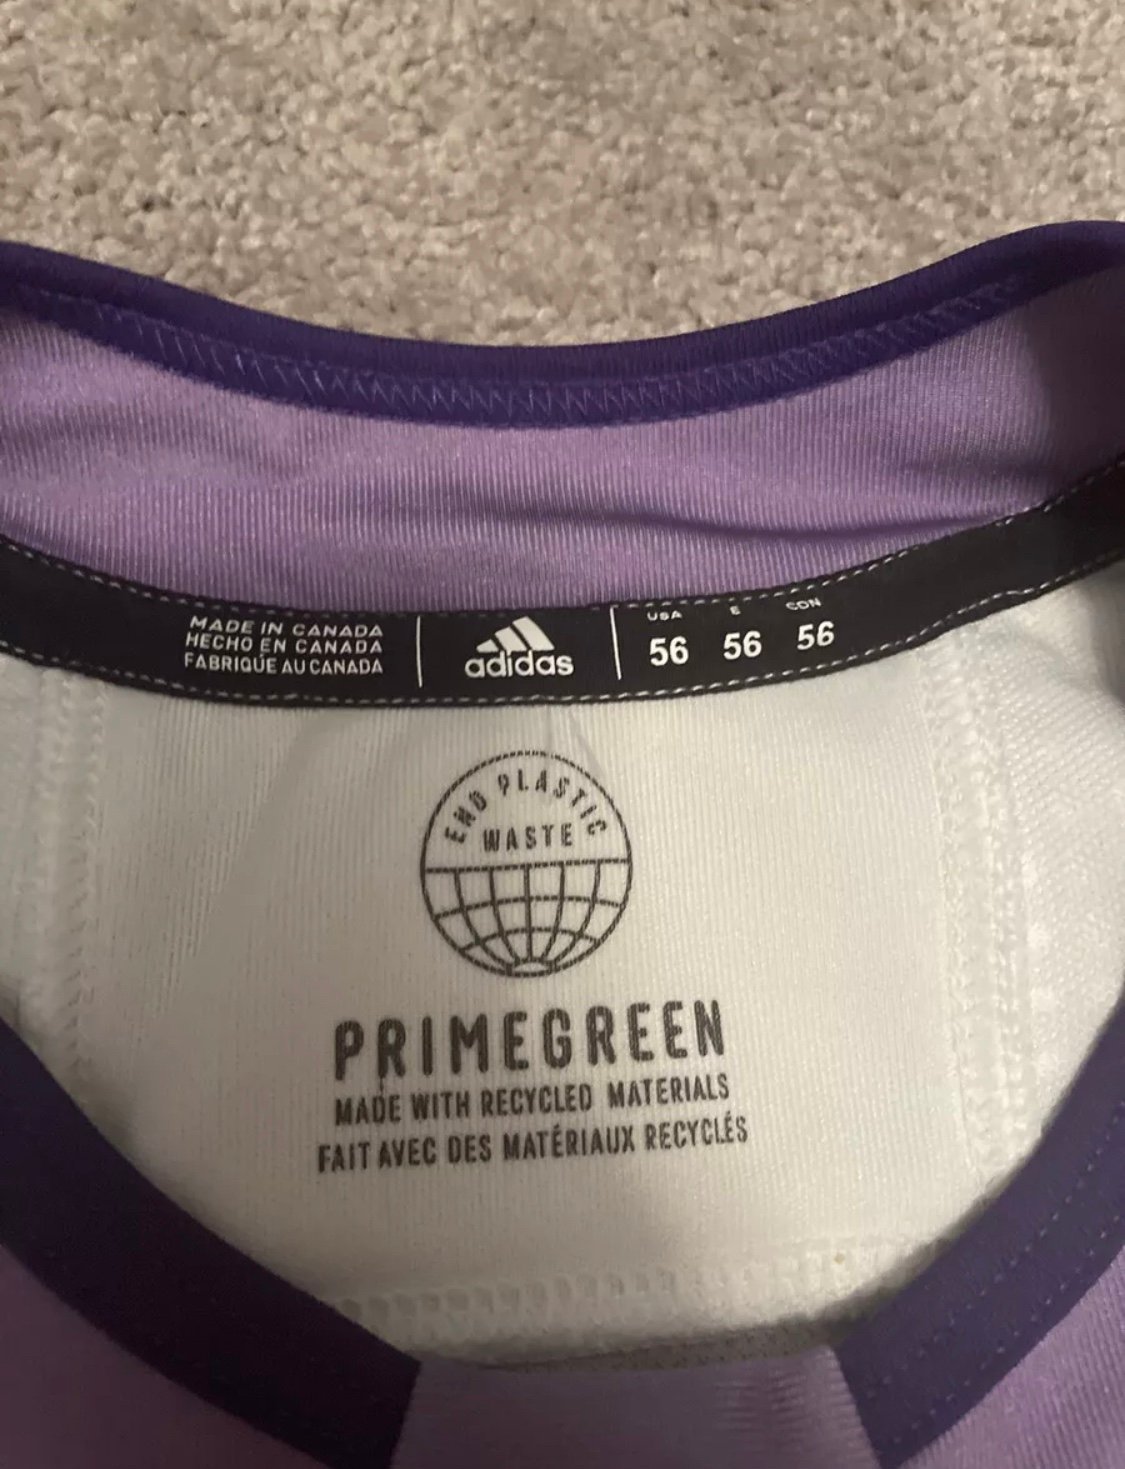 MADE IN CANADA
HECHO EN CANADA
FABRIQUÉ AU CANADA
adidas
USA E CDN
56 56 56
END PLASTIC
WASTE
PRIMEGREEN
MADE WITH RECYCLED MATERIALS
FAIT AVEC DES MATÉRIAUX RECYCLÉS